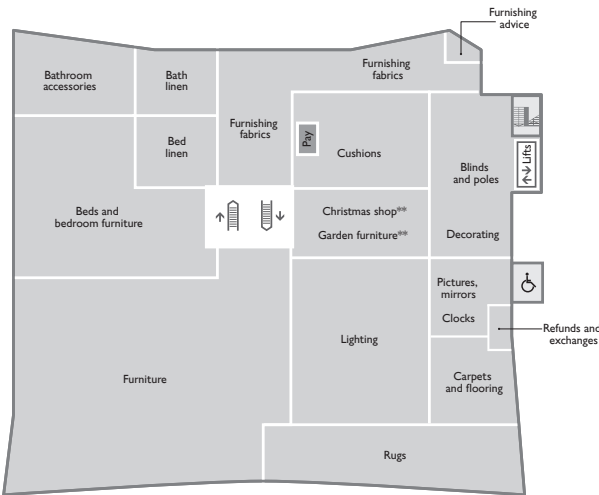 Furnishing
advice
Bathroom
accessories
Bath
linen
Furnishing
fabrics
Furnishing
fabrics
Bed
linen
Pay
Cushions
Blinds
and poles
Lifts
Beds and
bedroom furniture
Christmas shop**
Garden furniture**
Decorating
Pictures,
mirrors
Clocks
Refunds and
exchanges
Lighting
Furniture
Carpets
and flooring
Rugs